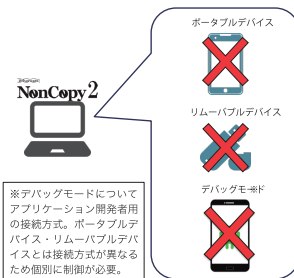 ポータブルデバイス
NonCopy 2
リムーバブルデバイス
デバッグモード
※
※デバッグモードについて
アプリケーション開発者用
の接続方式。ポータブルデ
バイス・リムーバブルデバ
イスとは接続方式が異なる
ため個別に制御が必要。